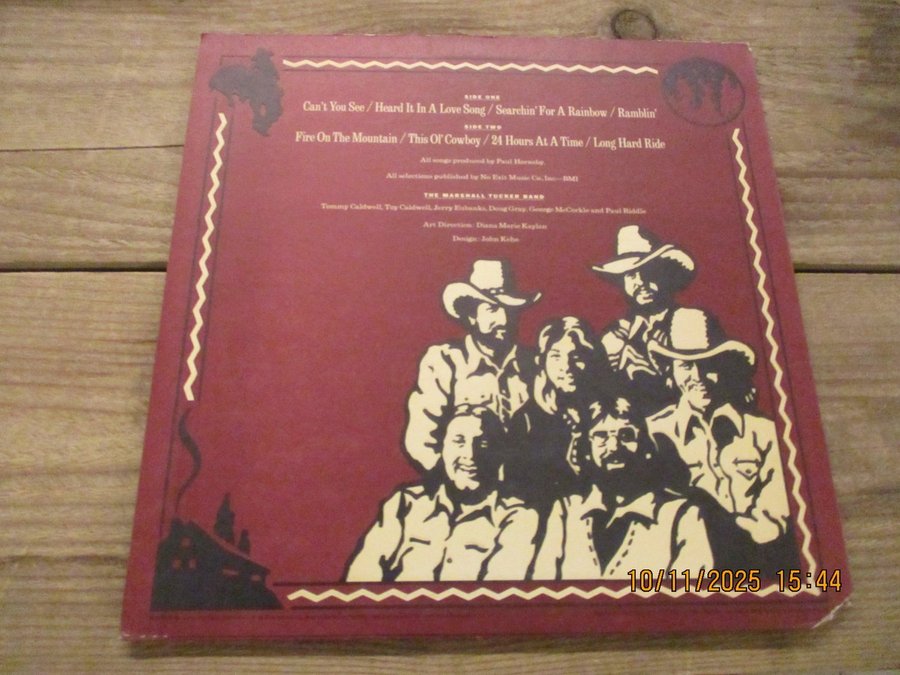 SIDE ONE
Can't You See / Heard It In A Love Song / Searchin' For A Rainbow / Ramblin'
SIDE TWO
Fire On The Mountain / This Ol' Cowboy / 24 Hours At A Time / Long Hard Ride
All songs produced by Paul Hornsby.
All selections published by No Exit Music Co, Inc—BMI
THE MARSHALL TUCKER BAND
Tommy Caldwell, Toy Caldwell, Jerry Eubanks, Doug Gray, George McCorkle and Paul Riddle
Art Direction: Diana Marie Kaylan
Design: John Kehe
10/11/2025 15:44